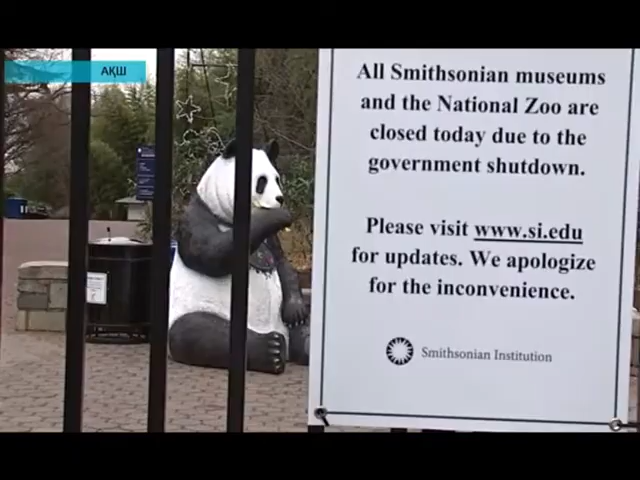 АҚШ
All Smithsonian museums
and the National Zoo are
closed today due to the
government shutdown.
Please visit www.si.edu
for updates. We apologize
for the inconvenience.
Smithsonian Institution